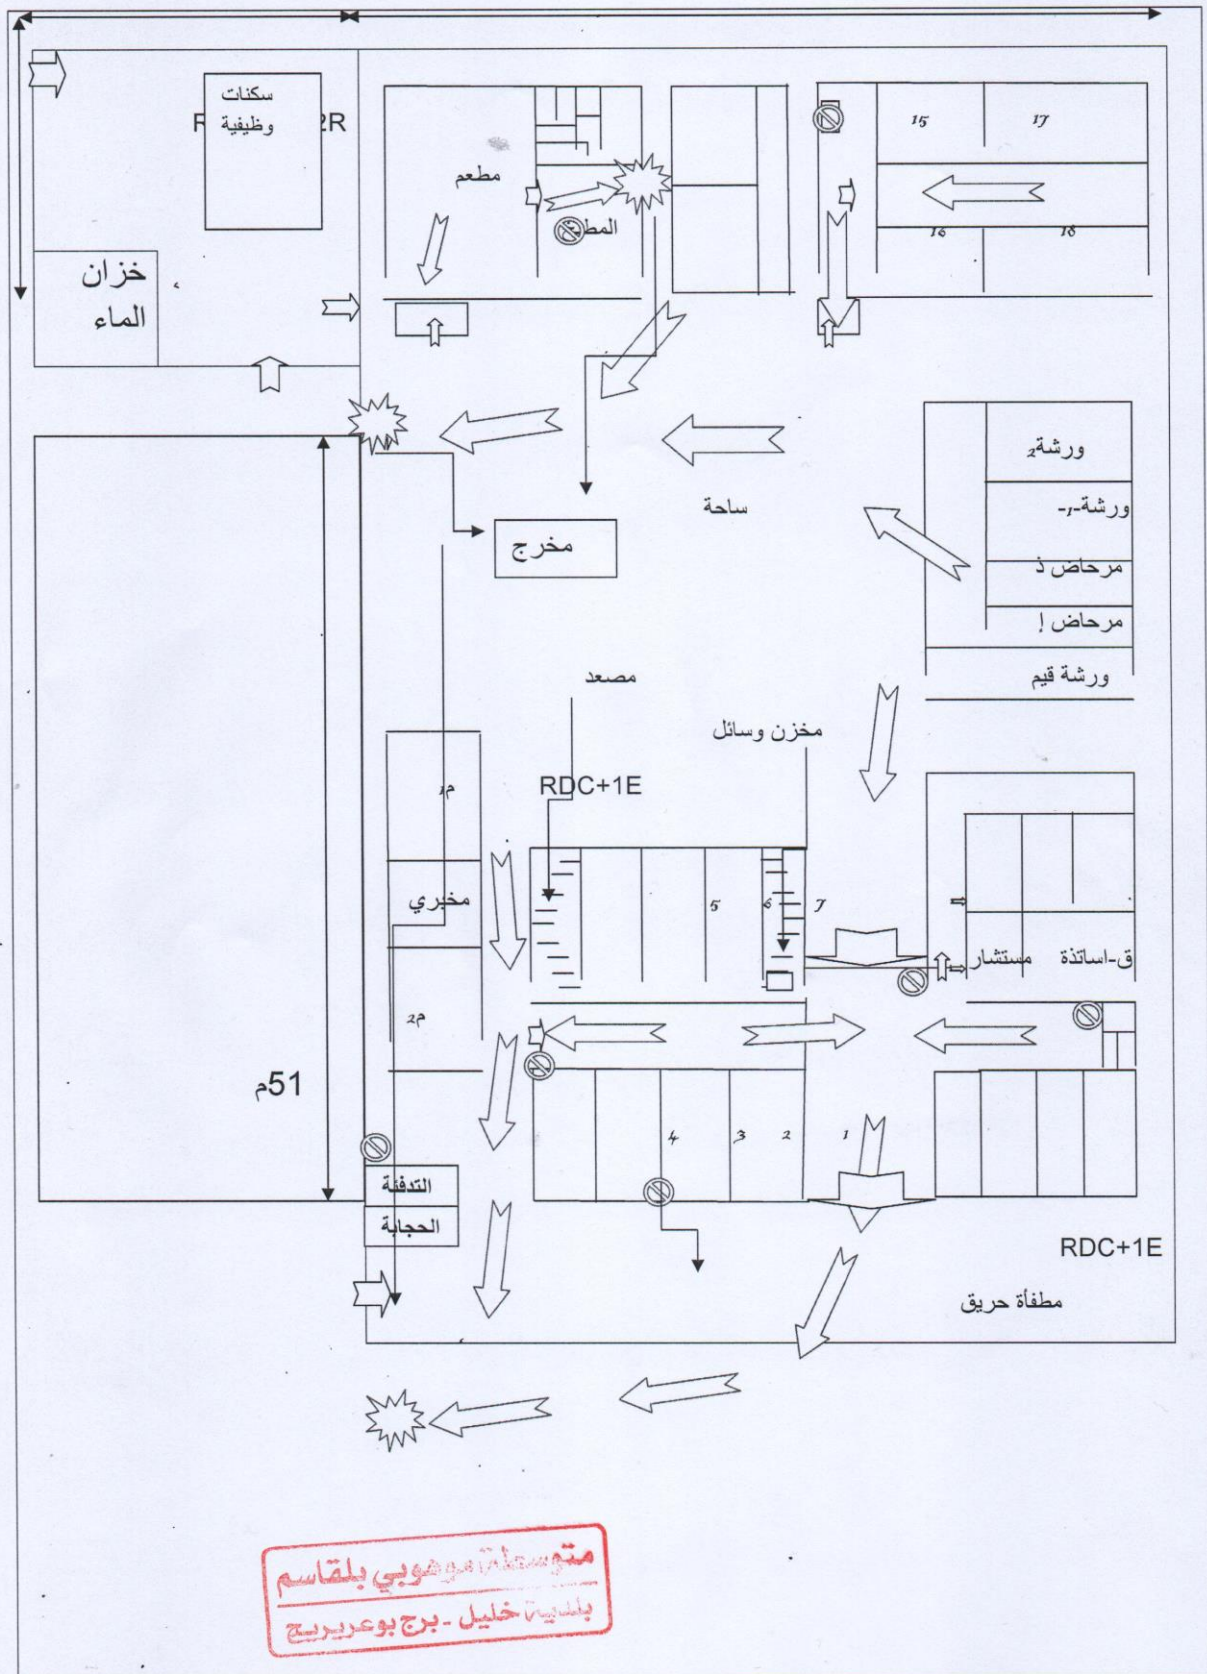 سكنات
وظيفية
2R
15
17
مطعم
المط
16
18
خزان
الماء
ورشة2
ورشة-1-
ساحة
مخرج
مرحاض ذ
مرحاض إ
ورشة قيم
مصعد
مخزن وسائل
م1
RDC+1E
مخبري
5
6
7
مستشار
ق-اساتذة
م2
51م
4
3
2
1
التدفئة
الحجابة
RDC+1E
مطفأة حريق
متوسطة موهوبي بلقاسم
بلدية خليل - برج بوعريريج